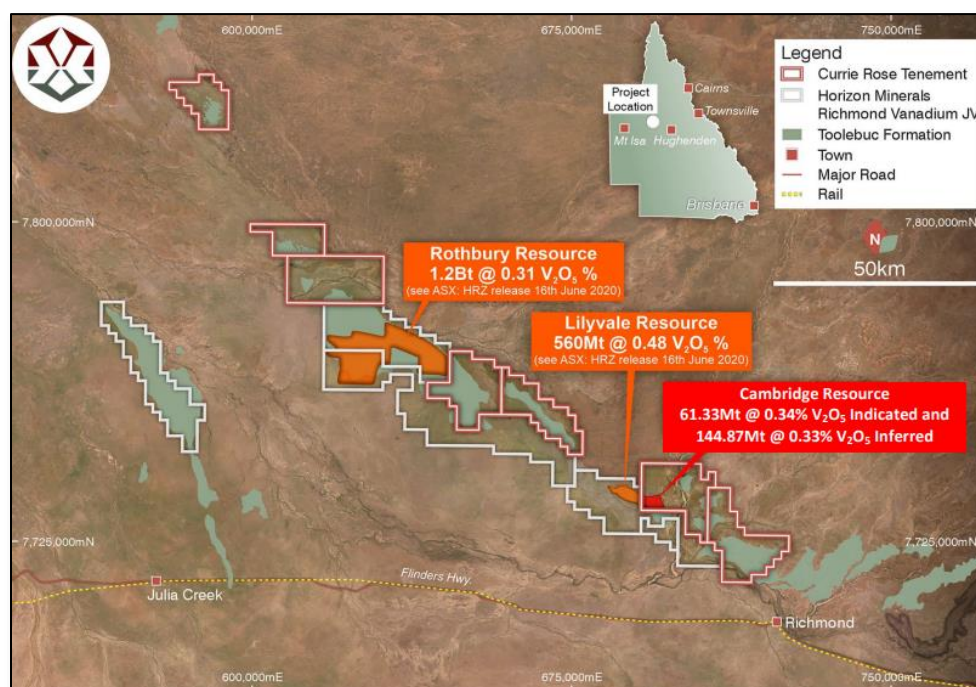 600,000mE
675,000mE
750,000mE
Legend
Currie Rose Tenement
Horizon Minerals
Richmond Vanadium JV
Toolebuc Formation
Town
Major Road
Rail
Project
Location
Cairns
Townsville
Mt Isa
Hughenden
Brisbane
7,800,000mN
7,800,000mN
N
50km
Rothbury Resource
1.2Bt @ 0.31 V₂O₅ %
(see ASX: HRZ release 16th June 2020)
Lilyvale Resource
560Mt @ 0.48 V₂O₅ %
(see ASX: HRZ release 16th June 2020)
Cambridge Resource
61.33Mt @ 0.34% V₂O₅ Indicated and
144.87Mt @ 0.33% V₂O₅ Inferred
7,725,000mN
7,725,000mN
Flinders Hwy.
Julia Creek
Richmond
600,000mE
675,000mE
750,000mE